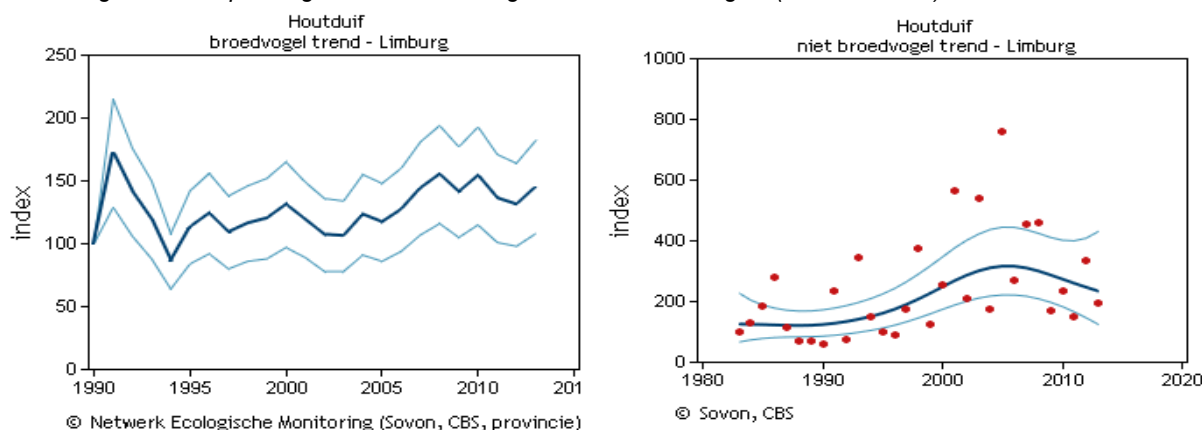 Houtduif
broedvogel trend - Limburg
250
200
150
100
50
0
index
1990 1995 2000 2005 2010 201
© Netwerk Ecologische Monitoring (Sovon, CBS, provincie)
Houtduif
niet broedvogel trend - Limburg
1000
800
600
400
200
0
index
1980 1990 2000 2010 2020
© Sovon, CBS